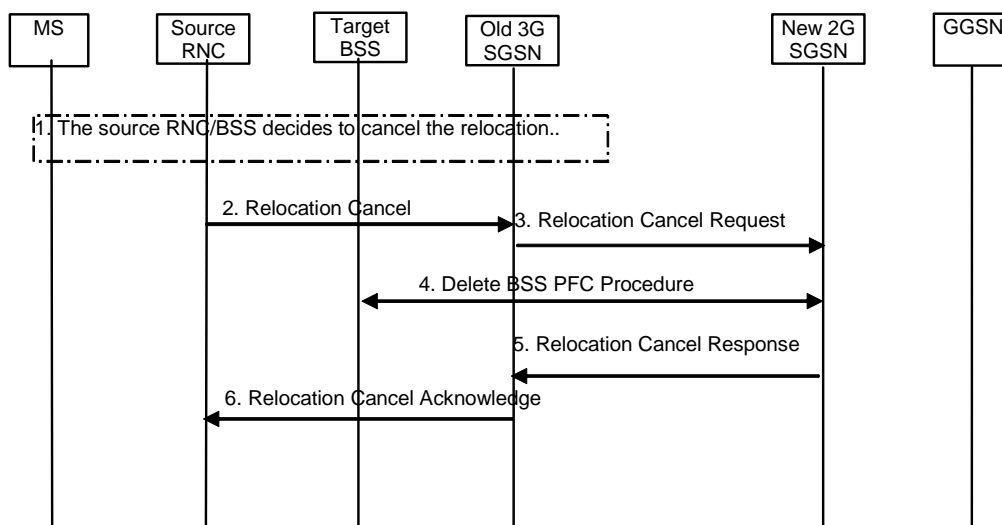 MS
Source
RNC
Target
BSS
Old 3G
SGSN
New 2G
SGSN
GGSN
1. The source RNC/BSS decides to cancel the relocation..
2. Relocation Cancel
3. Relocation Cancel Request
4. Delete BSS PFC Procedure
5. Relocation Cancel Response
6. Relocation Cancel Acknowledge